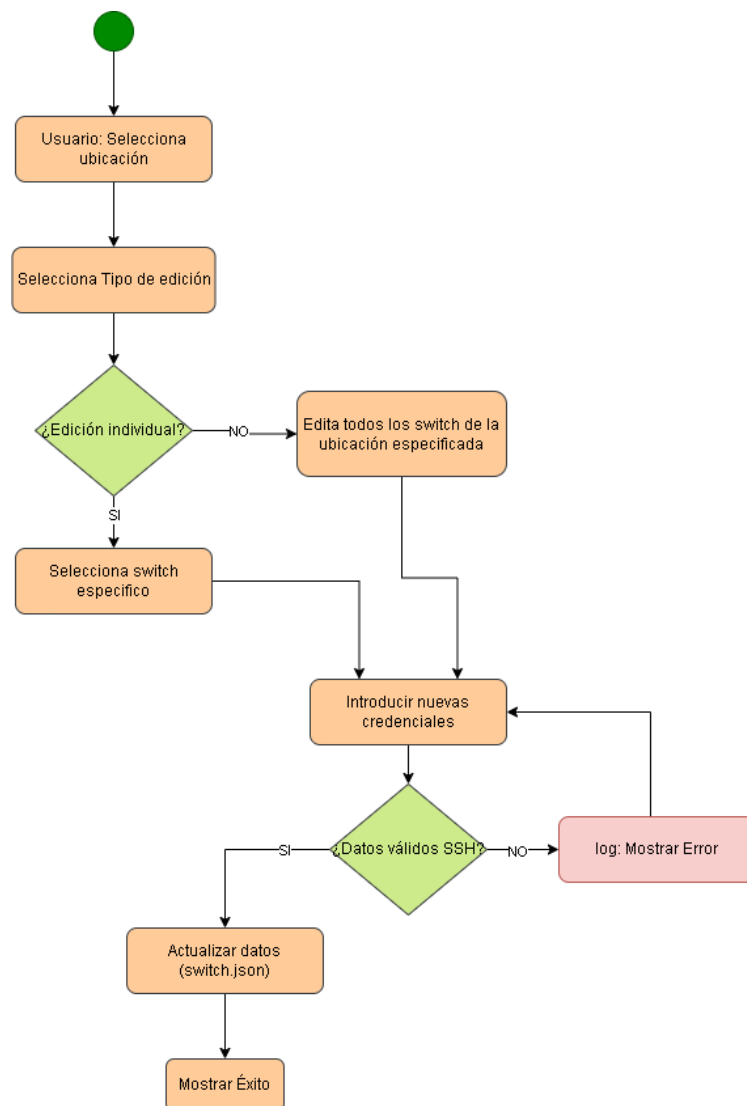 Usuario: Selecciona
ubicación
Selecciona Tipo de edición
¿Edición individual?
NO
Edita todos los switch de la
ubicación especificada
SI
Selecciona switch
especifico
Introducir nuevas
credenciales
¿Datos válidos SSH?
SI
NO
log: Mostrar Error
Actualizar datos
(switch.json)
Mostrar Éxito